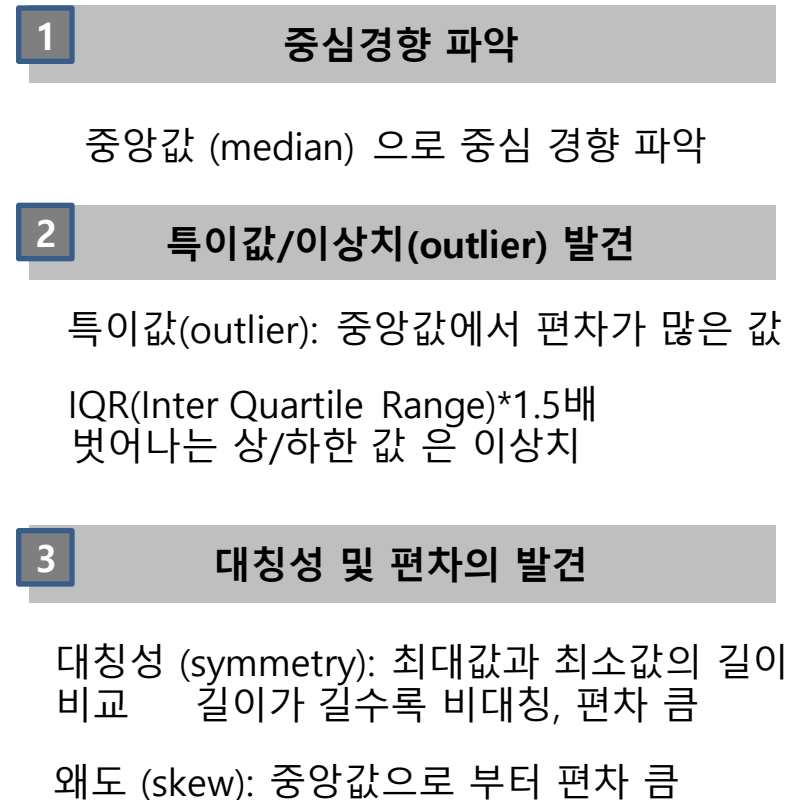 1
중심경향 파악
중앙값 (median) 으로 중심 경향 파악
2
특이값/이상치(outlier) 발견
특이값(outlier): 중앙값에서 편차가 많은 값
IQR(Inter Quartile Range)*1.5배
벗어나는 상/하한 값 은 이상치
3
대칭성 및 편차의 발견
대칭성 (symmetry): 최대값과 최소값의 길이
비교 길이가 길수록 비대칭, 편차 큼
왜도 (skew): 중앙값으로 부터 편차 큼